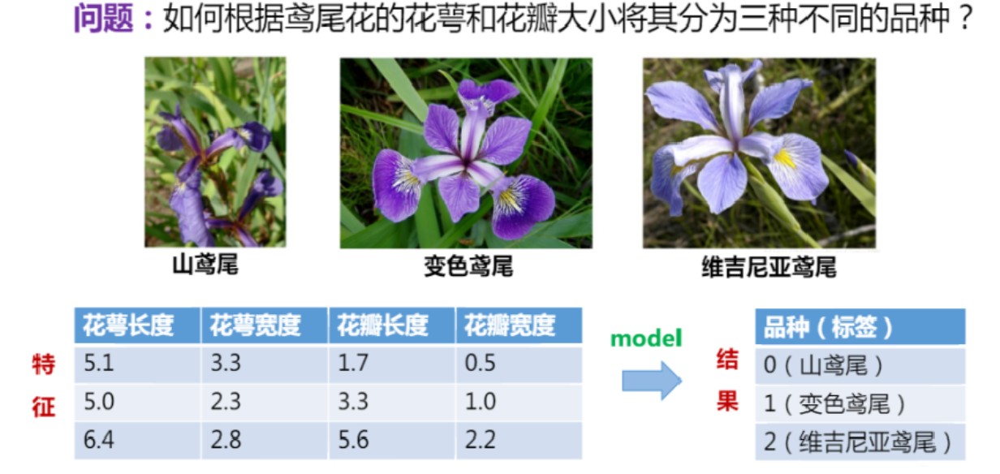 问题：如何根据鸢尾花的花萼和花瓣大小将其分为三种不同的品种？
山鸢尾
变色鸢尾
维吉尼亚鸢尾
特征
花萼长度 花萼宽度 花瓣长度 花瓣宽度
5.1 3.3 1.7 0.5
5.0 2.3 3.3 1.0
6.4 2.8 5.6 2.2
model
结果
品种（标签）
0（山鸢尾）
1（变色鸢尾）
2（维吉尼亚鸢尾）